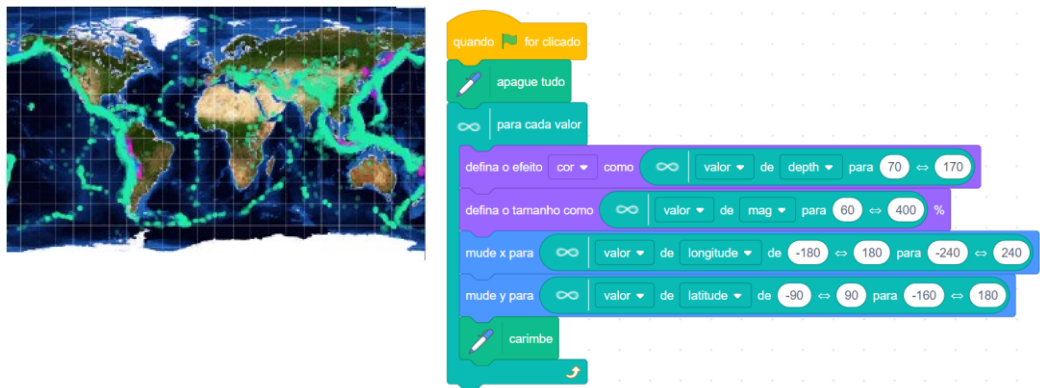 quando for clicado
apague tudo
para cada valor
defina o efeito cor como valor de depth para 70 ⇔ 170
defina o tamanho como valor de mag para 60 ⇔ 400 %
mude x para valor de longitude de -180 ⇔ 180 para -240 ⇔ 240
mude y para valor de latitude de -90 ⇔ 90 para -160 ⇔ 180
carimbe